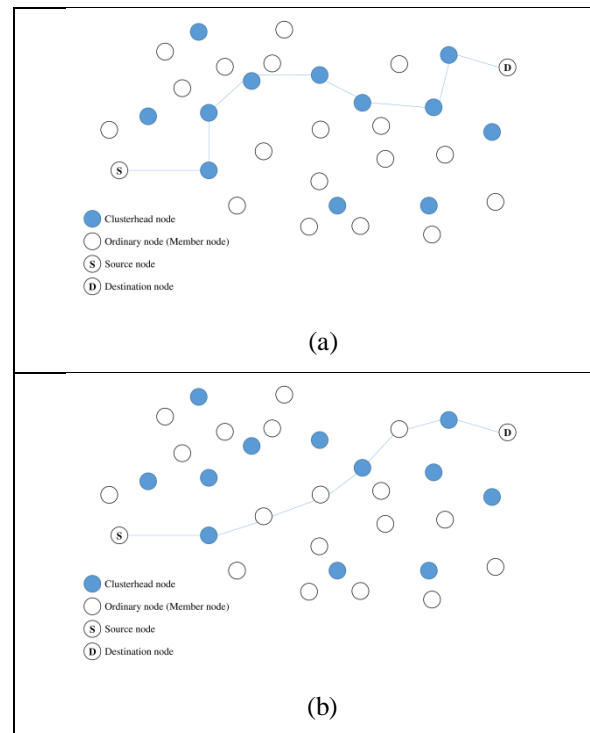 D
S
Clusterhead node
Ordinary node (Member node)
S Source node
D Destination node
(a)
D
S
Clusterhead node
Ordinary node (Member node)
S Source node
D Destination node
(b)